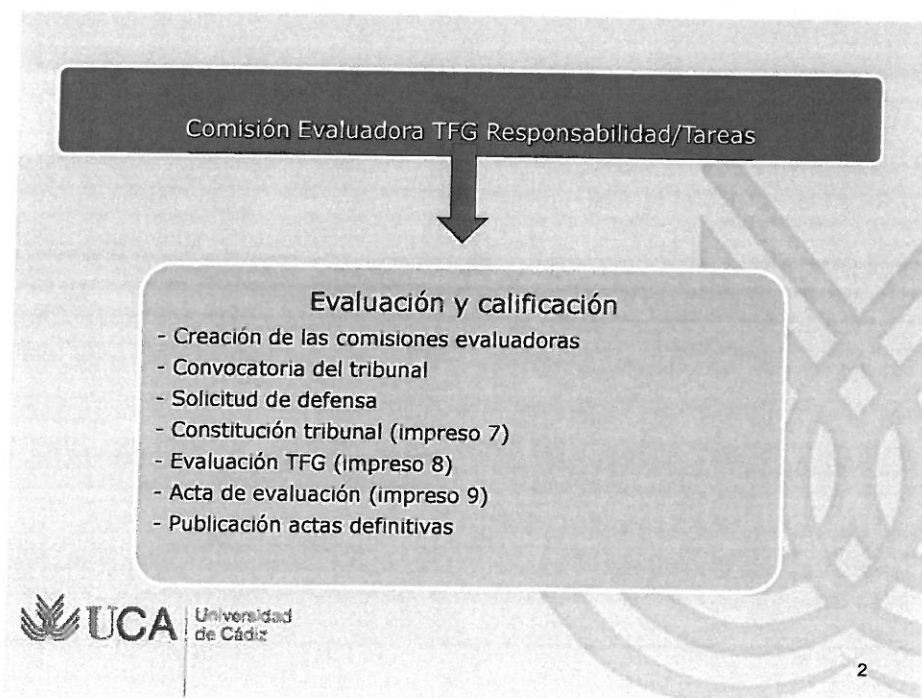 Comisión Evaluadora TFG Responsabilidad/Tareas
Evaluación y calificación
- Creación de las comisiones evaluadoras
- Convocatoria del tribunal
- Solicitud de defensa
- Constitución tribunal (impreso 7)
- Evaluación TFG (impreso 8)
- Acta de evaluación (impreso 9)
- Publicación actas definitivas
UCA
Universidad
de Cádiz
2